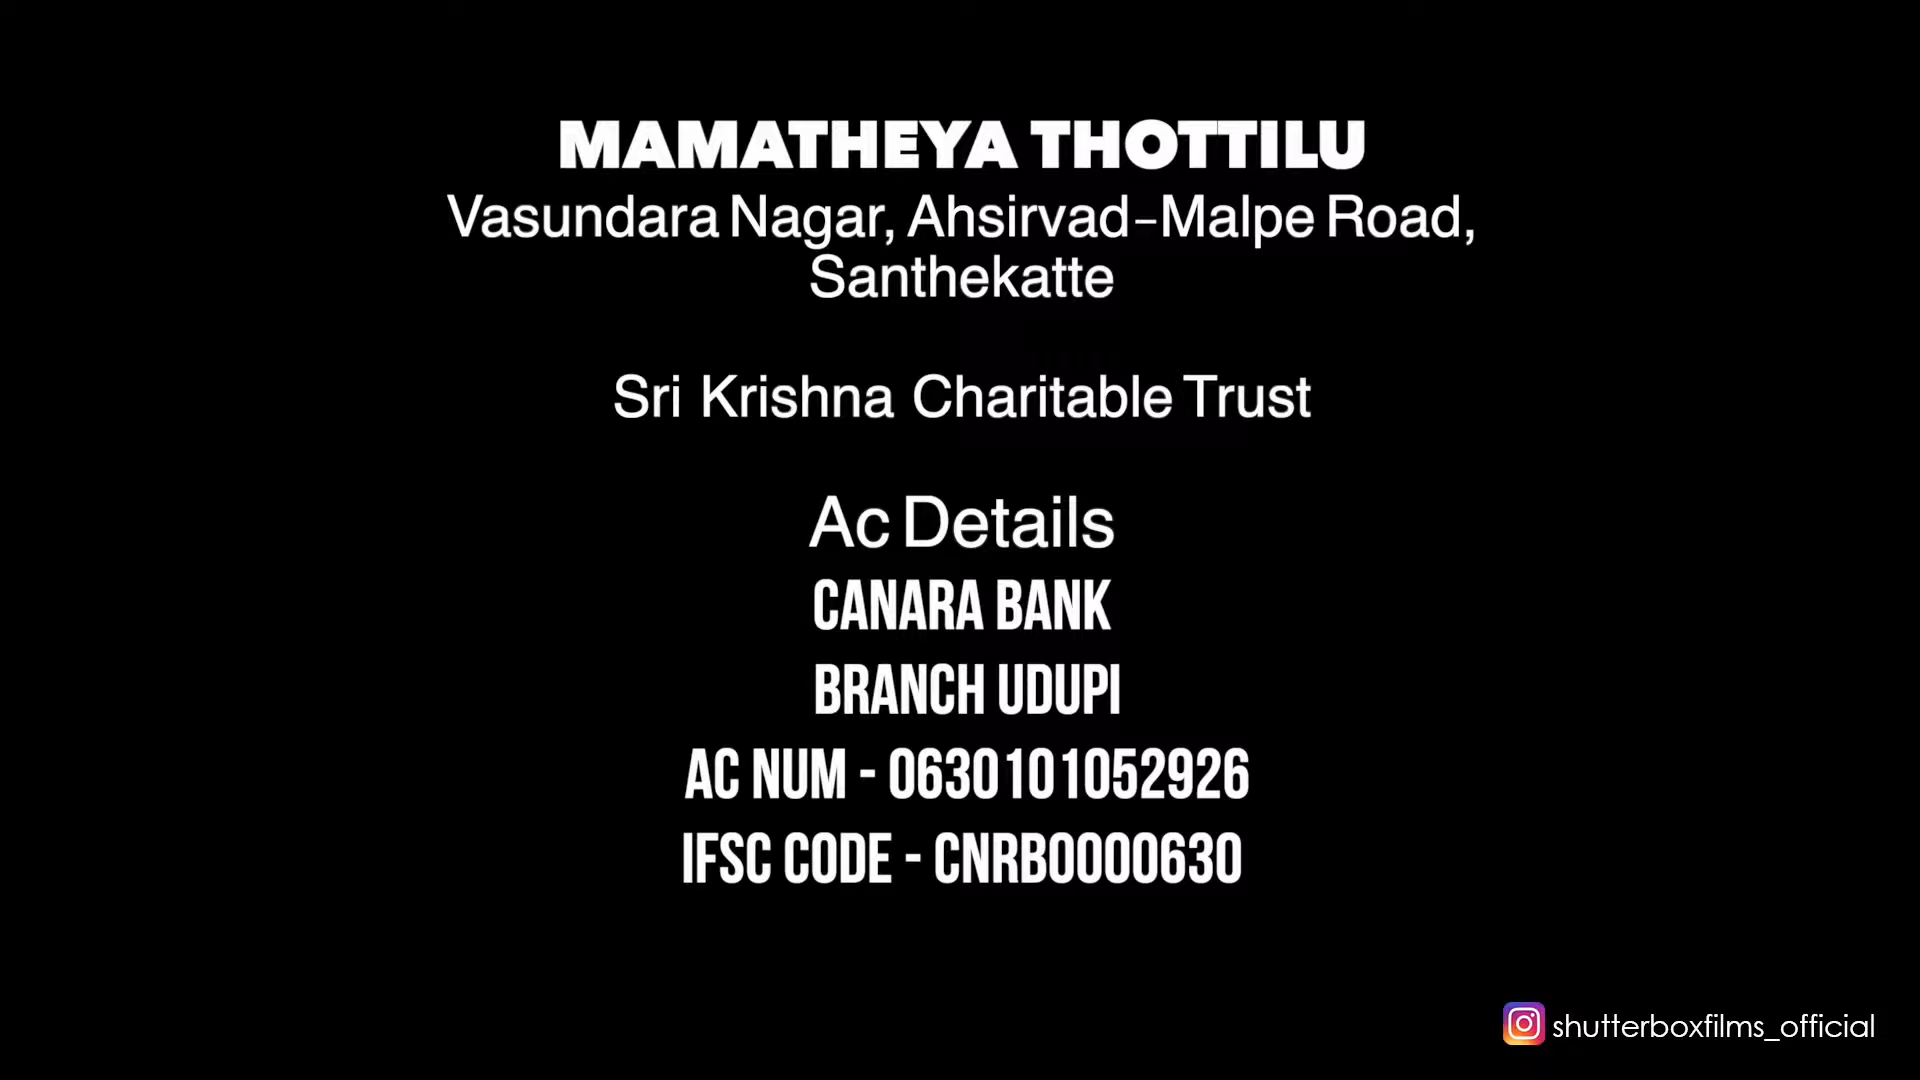 MAMATHEYA THOTTILU
Vasundara Nagar, Ahsirvad-Malpe Road,
Santhekatte
Sri Krishna Charitable Trust
Ac Details
CANARA BANK
BRANCH UDUPI
AC NUM - 0630101052926
IFSC CODE - CNRB0000630
shutterboxfilms_official